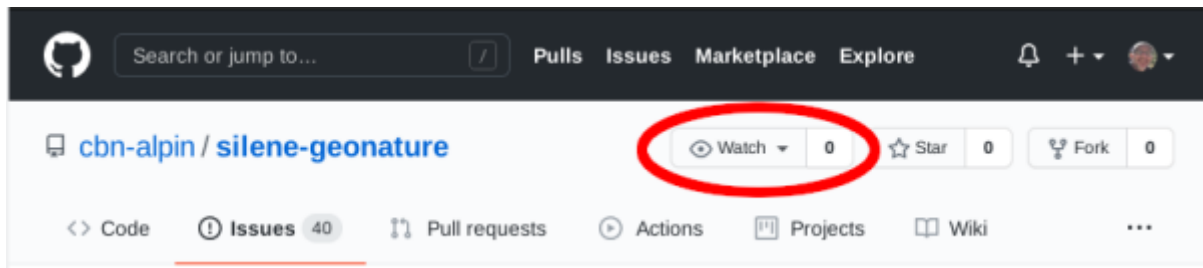 Search or jump to... / Pulls Issues Marketplace Explore
cbn-alpin / silene-geonature Watch 0 Star 0 Fork 0
Code Issues 40 Pull requests Actions Projects Wiki ...